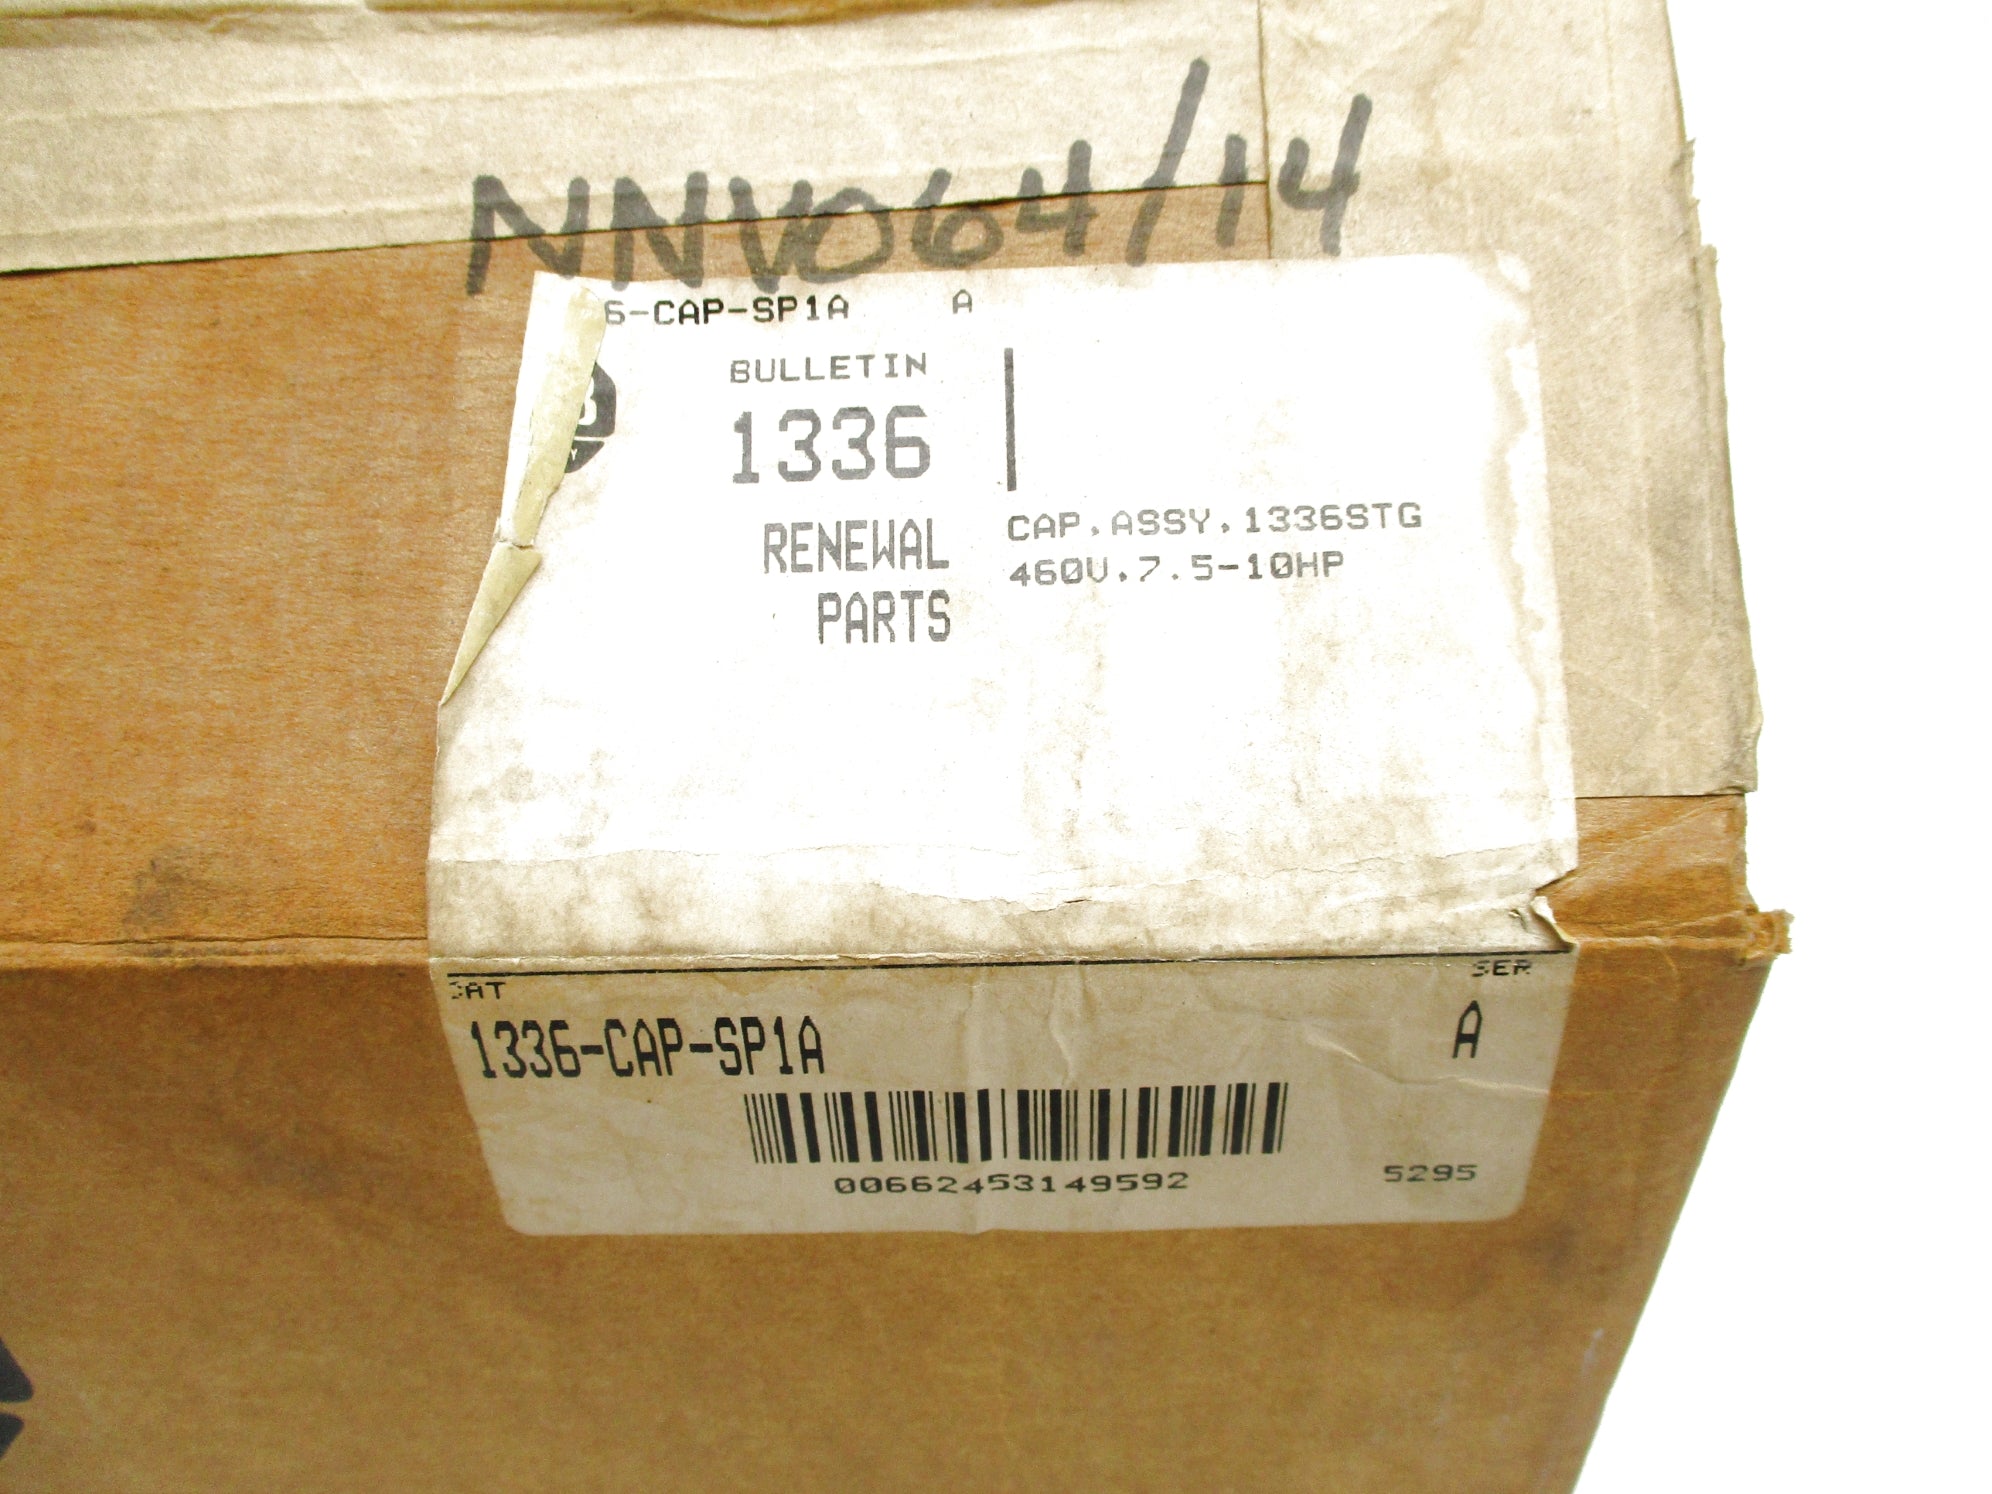 NNV064/14
6-CAP-SP1A A
BULLETIN
1336
RENEWAL
PARTS
CAP,ASSY,1336STG
460V,7.5-10HP
CAT
SER
1336-CAP-SP1A
A
00662453149592
5295